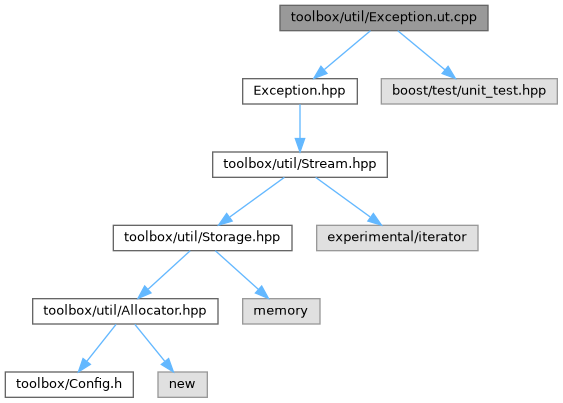 toolbox/util/Exception.ut.cpp
Exception.hpp
boost/test/unit_test.hpp
toolbox/util/Stream.hpp
toolbox/util/Storage.hpp
experimental/iterator
toolbox/util/Allocator.hpp
memory
toolbox/Config.h
new